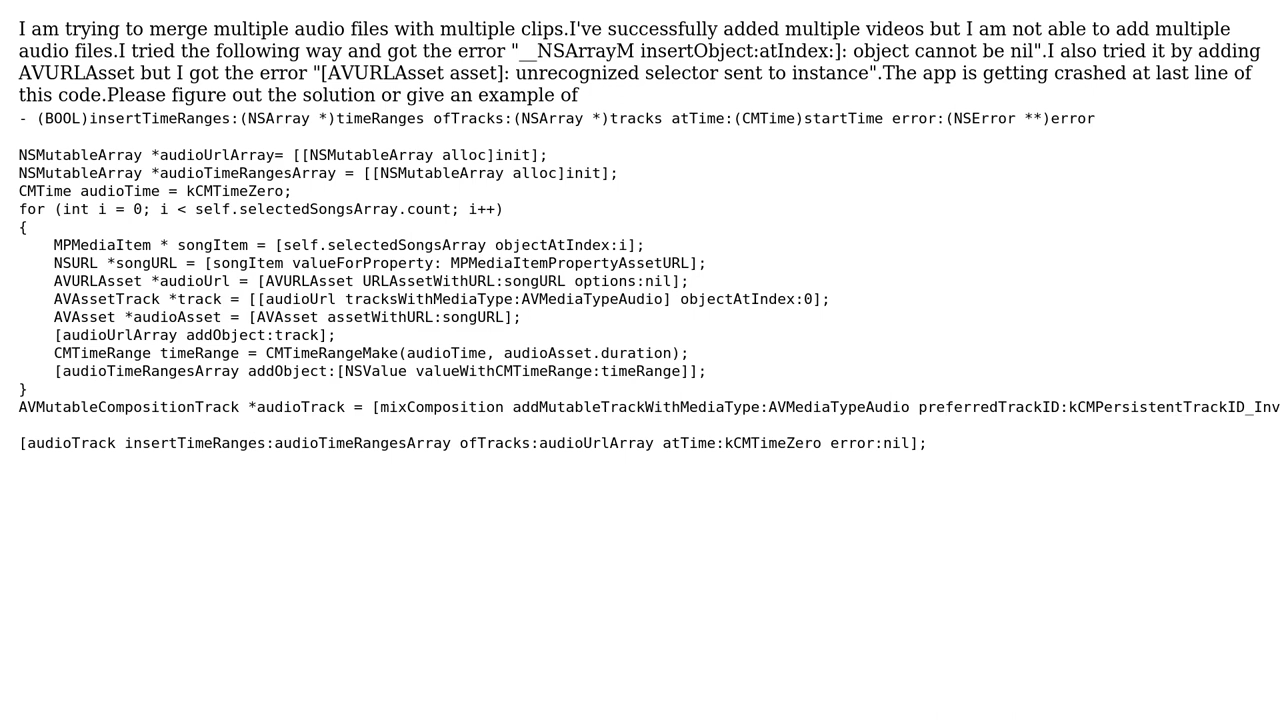 I am trying to merge multiple audio files with multiple clips.I've successfully added multiple videos but I am not able to add multiple
audio files.I tried the following way and got the error "__NSArrayM insertObject:atIndex:]: object cannot be nil".I also tried it by adding
AVURLAsset but I got the error "[AVURLAsset asset]: unrecognized selector sent to instance".The app is getting crashed at last line of
this code.Please figure out the solution or give an example of
- (BOOL)insertTimeRanges:(NSArray *)timeRanges ofTracks:(NSArray *)tracks atTime:(CMTime)startTime error:(NSError **)error
NSMutableArray *audioUrlArray= [[NSMutableArray alloc]init];
NSMutableArray *audioTimeRangesArray = [[NSMutableArray alloc]init];
CMTime audioTime = kCMTimeZero;
for (int i = 0; i < self.selectedSongsArray.count; i++)
{
    MPMediaItem * songItem = [self.selectedSongsArray objectAtIndex:i];
    NSURL *songURL = [songItem valueForProperty: MPMediaItemPropertyAssetURL];
    AVURLAsset *audioUrl = [AVURLAsset URLAssetWithURL:songURL options:nil];
    AVAssetTrack *track = [[audioUrl tracksWithMediaType:AVMediaTypeAudio] objectAtIndex:0];
    AVAsset *audioAsset = [AVAsset assetWithURL:songURL];
    [audioUrlArray addObject:track];
    CMTimeRange timeRange = CMTimeRangeMake(audioTime, audioAsset.duration);
    [audioTimeRangesArray addObject:[NSValue valueWithCMTimeRange:timeRange]];
}
AVMutableCompositionTrack *audioTrack = [mixComposition addMutableTrackWithMediaType:AVMediaTypeAudio preferredTrackID:kCMPersistentTrackID_Inv
[audioTrack insertTimeRanges:audioTimeRangesArray ofTracks:audioUrlArray atTime:kCMTimeZero error:nil];